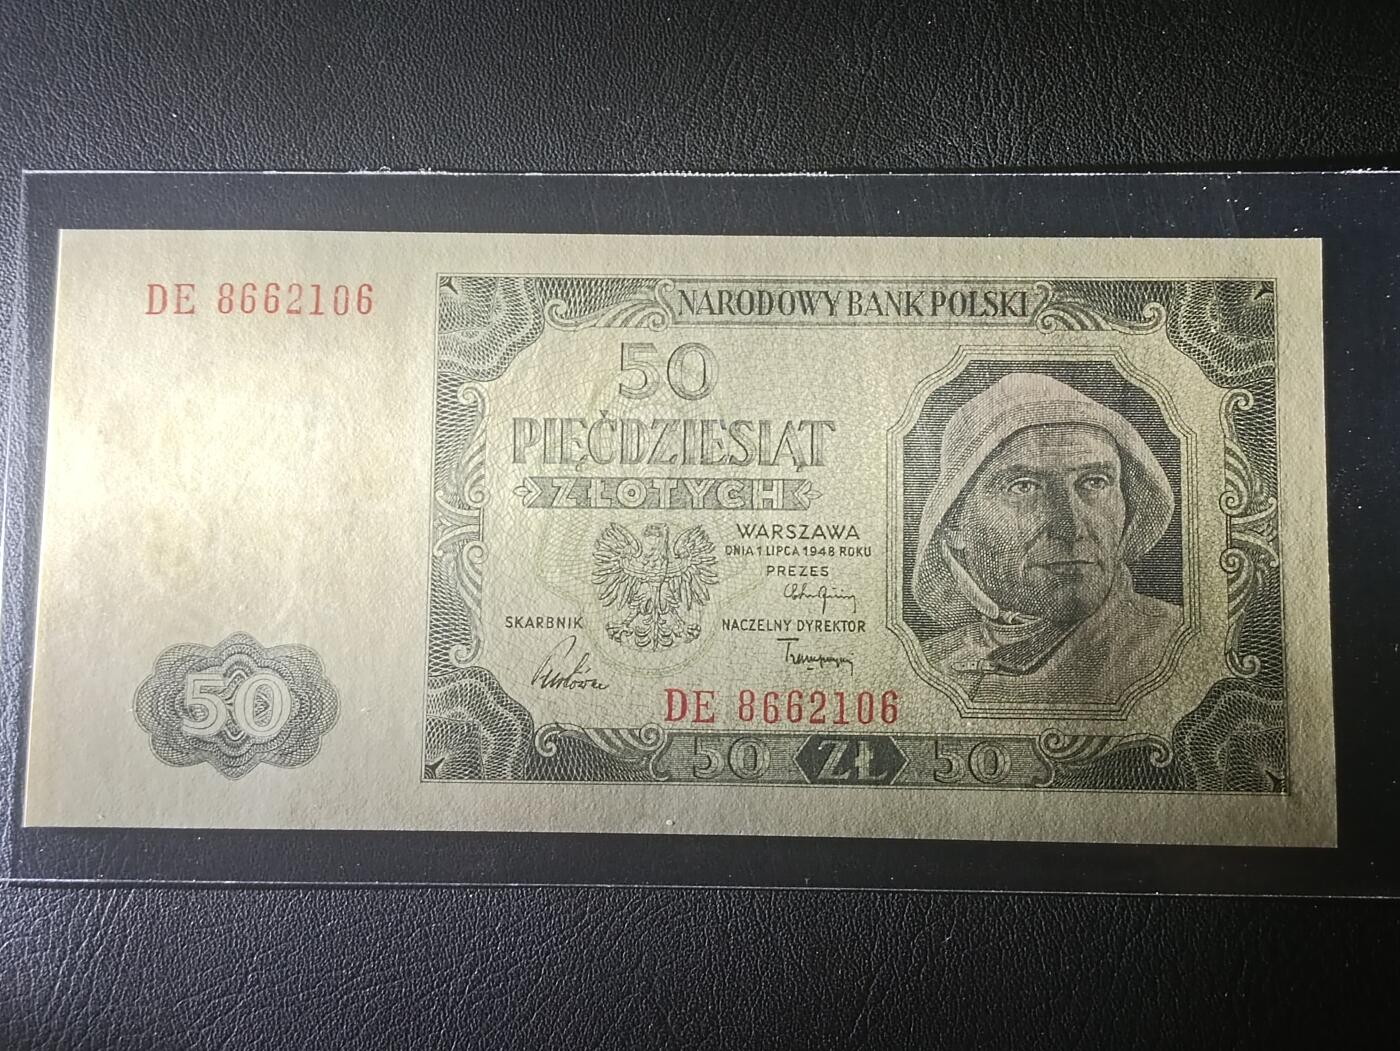 DE 8662106
NARODOWY BANK POLSKI
50
PIĘĆDZIESIĄT
ZŁOTYCH
WARSZAWA
DNIA 1 LIPCA 1948 ROKU
PREZES
SKARBNIK
NACZELNY DYREKTOR
DE 8662106
50
50 ZŁ 50